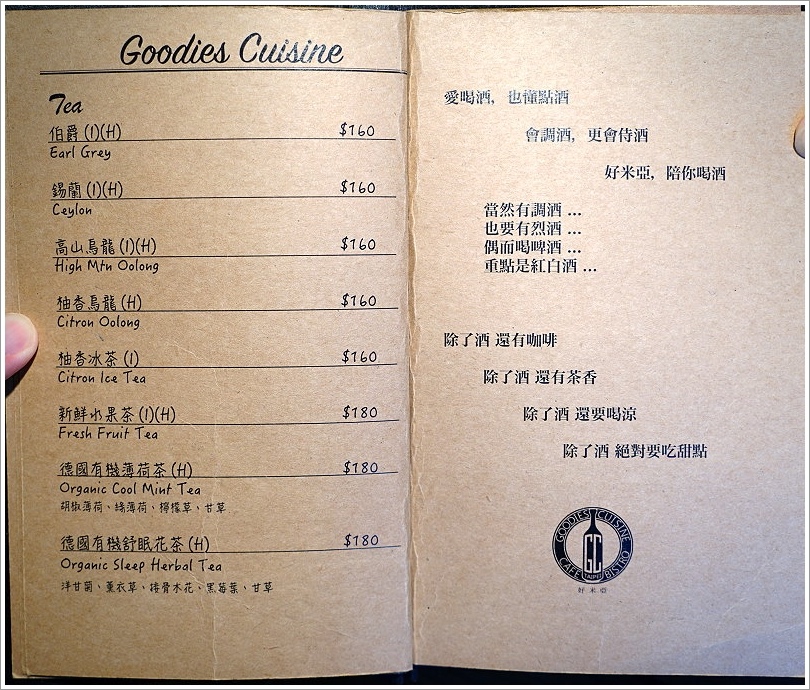 Goodies Cuisine
Tea
伯爵 (I)(H) $160
Earl Grey
錫蘭 (I)(H) $160
Ceylon
高山烏龍 (I)(H) $160
High Mtn Oolong
柚香烏龍 (H) $160
Citron Oolong
柚香冰茶 (I) $160
Citron Ice Tea
新鮮水果茶 (I)(H) $180
Fresh Fruit Tea
德國有機薄荷茶 (H) $180
Organic Cool Mint Tea
胡椒薄荷、綠薄荷、檸檬草、甘草
德國有機舒眠花茶 (H) $180
Organic Sleep Herbal Tea
洋甘菊、薰衣草、接骨木花、黑莓葉、甘草
愛喝酒，也懂點酒
會調酒，更會侍酒
好米亞，陪你喝酒
當然有調酒 ...
也要有烈酒 ...
偶而喝啤酒 ...
重點是紅白酒 ...
除了酒 還有咖啡
除了酒 還有茶香
除了酒 還要喝涼
除了酒 絕對要吃甜點
GOODIES CUISINE
GC
TAIPEI
CAFE BISTRO
好米亞